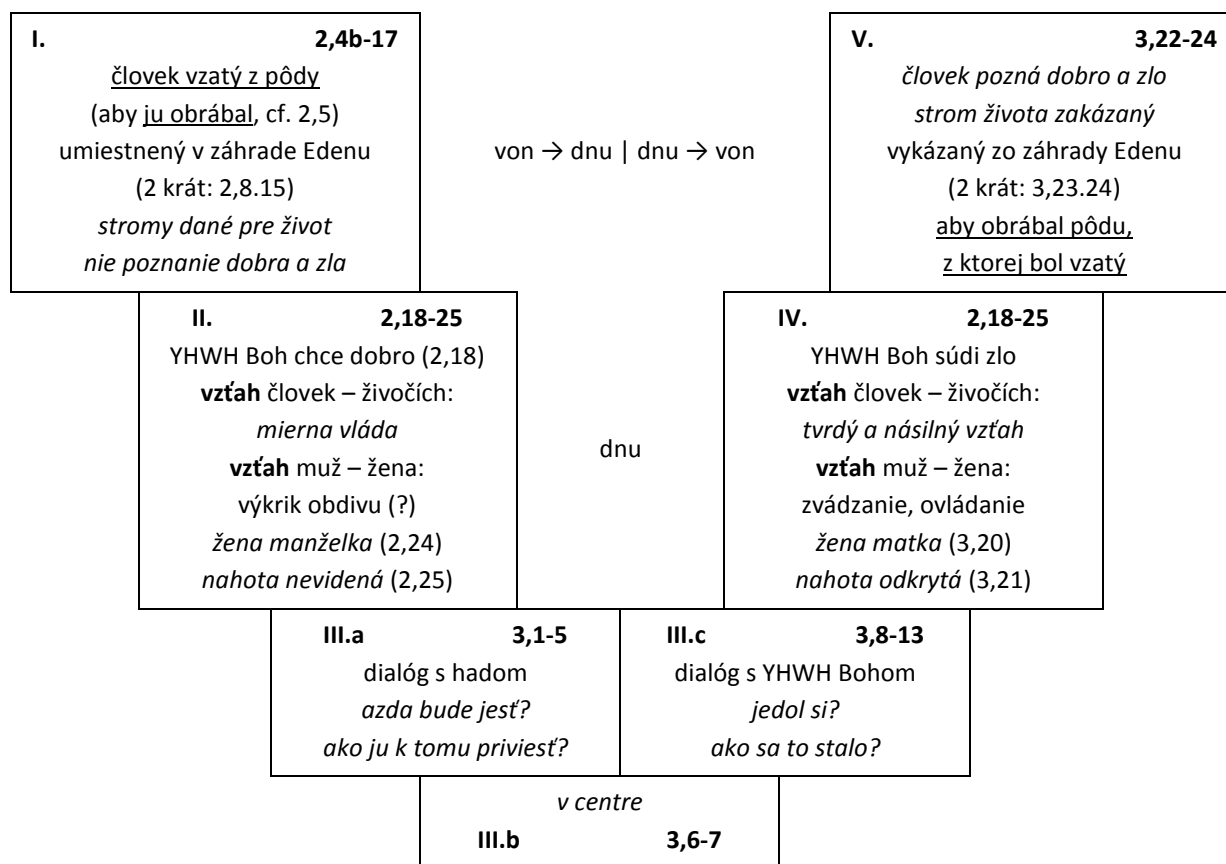 I. 2,4b-17
človek vzatý z pôdy
(aby ju obrábal, cf. 2,5)
umiestnený v záhrade Edenu
(2 krát: 2,8.15)
stromy dané pre život
nie poznanie dobra a zla
von → dnu | dnu → von
V. 3,22-24
človek pozná dobro a zlo
strom života zakázaný
vykázaný zo záhrady Edenu
(2 krát: 3,23.24)
aby obrábal pôdu,
z ktorej bol vzatý
II. 2,18-25
YHWH Boh chce dobro (2,18)
vzťah človek – živočích:
mierna vláda
vzťah muž – žena:
výkrik obdivu (?)
žena manželka (2,24)
nahota nevidená (2,25)
dnu
IV. 2,18-25
YHWH Boh súdi zlo
vzťah človek – živočích:
tvrdý a násilný vzťah
vzťah muž – žena:
zvádzanie, ovládanie
žena matka (3,20)
nahota odkrytá (3,21)
III.a 3,1-5
dialóg s hadom
azda bude jesť?
ako ju k tomu priviesť?
III.c 3,8-13
dialóg s YHWH Bohom
jedol si?
ako sa to stalo?
v centre
III.b 3,6-7